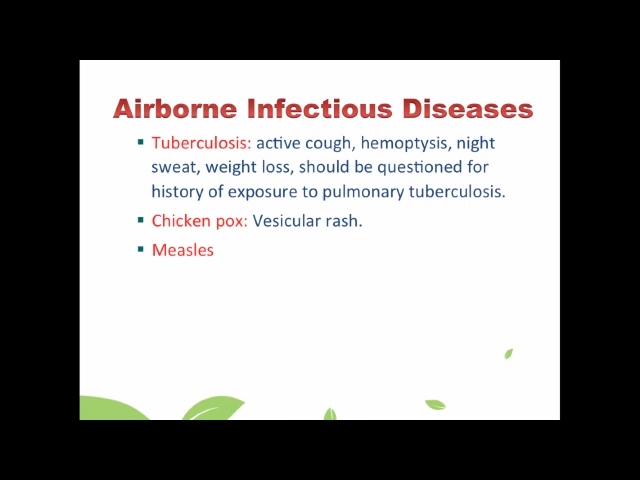 Airborne Infectious Diseases
▪ Tuberculosis: active cough, hemoptysis, night
sweat, weight loss, should be questioned for
history of exposure to pulmonary tuberculosis.
▪ Chicken pox: Vesicular rash.
▪ Measles